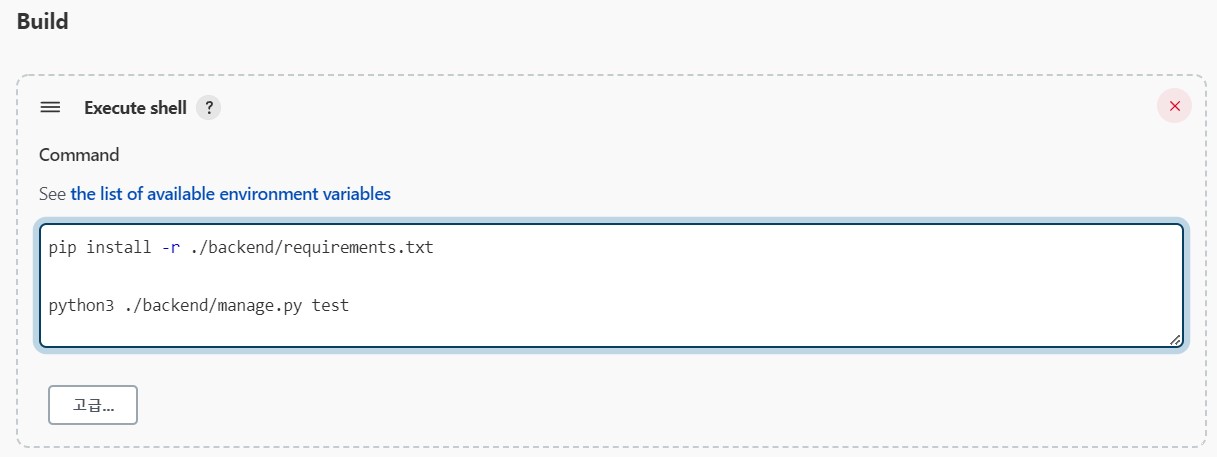 Build
Execute shell ?
Command
See the list of available environment variables
pip install -r ./backend/requirements.txt
python3 ./backend/manage.py test
고급...